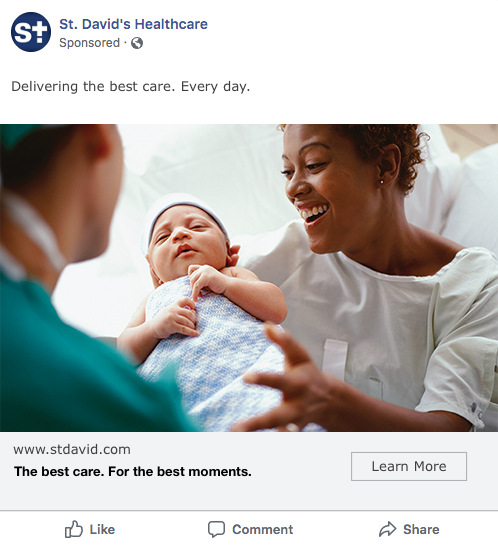 St
St. David's Healthcare
Sponsored ·
Delivering the best care. Every day.
www.stdavid.com
The best care. For the best moments.
Learn More
Like
Comment
Share